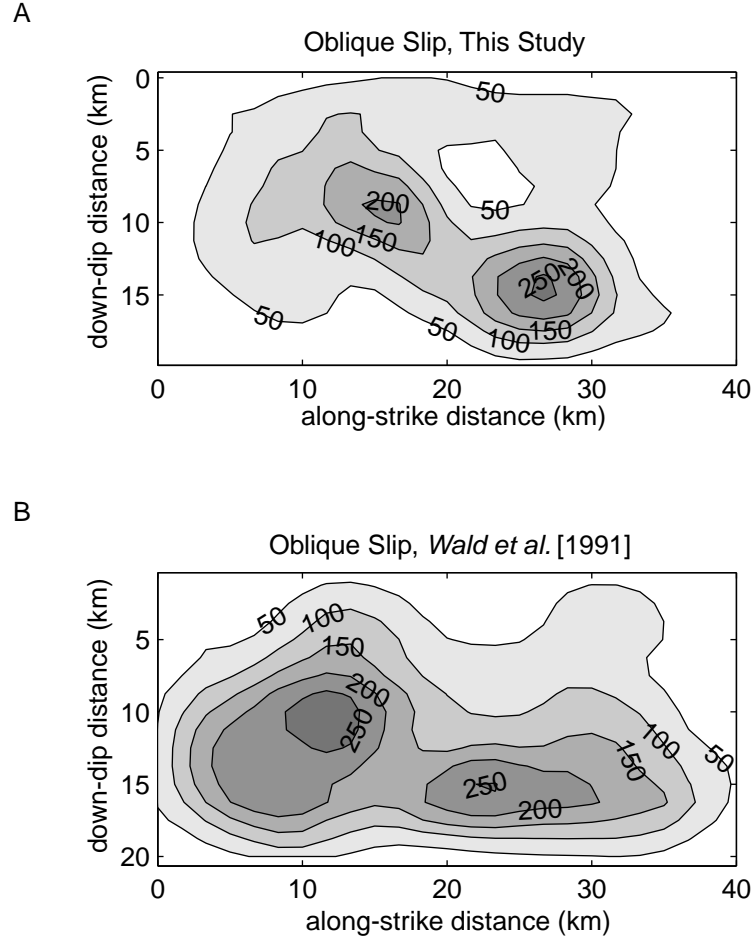 A
Oblique Slip, This Study
0
5
10
15
down-dip distance (km)
50
50
200
100
150
250
200
50
50
100
150
0 10 20 30 40
along-strike distance (km)
B
Oblique Slip, Wald et al. [1991]
5
10
15
20
down-dip distance (km)
50
100
150
200
250
100
150
50
250
200
0 10 20 30 40
along-strike distance (km)